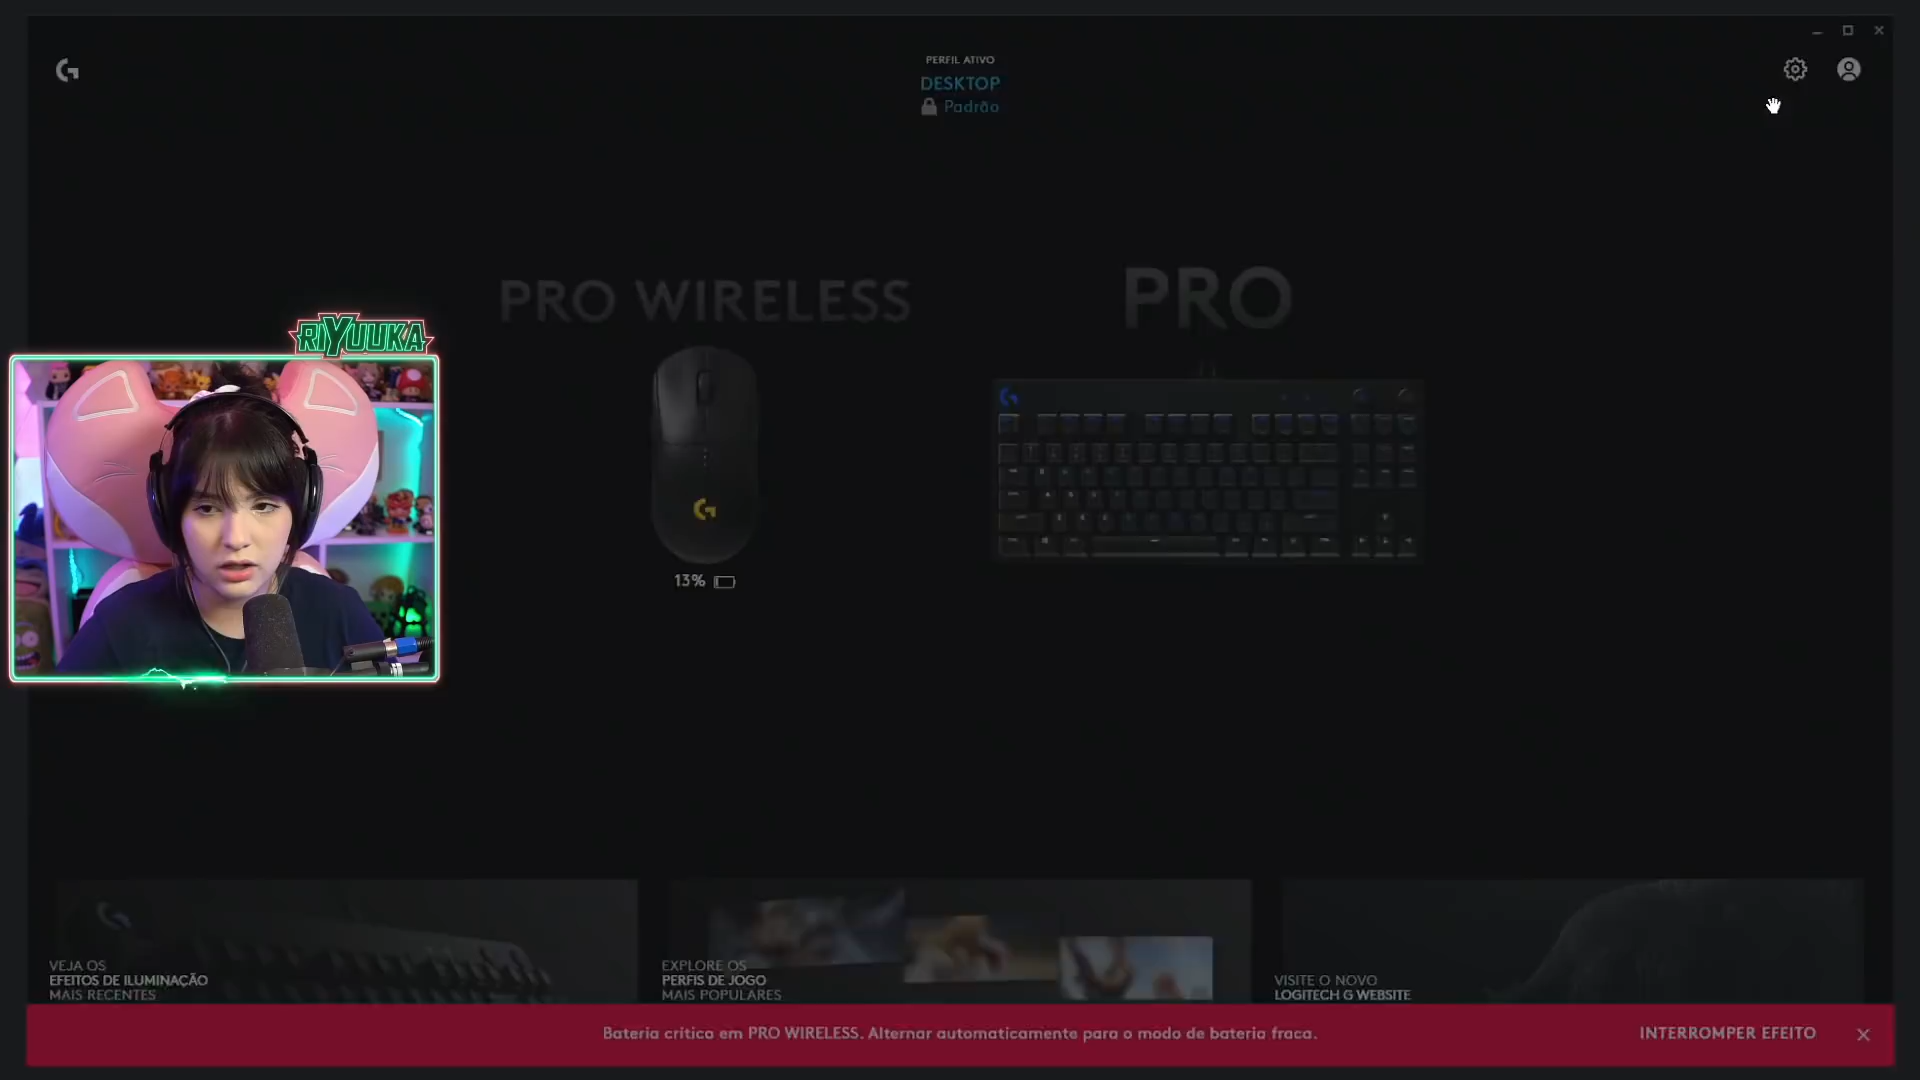 PERFIL ATIVO
DESKTOP
Padrão
PRO WIRELESS
PRO
RIYUUKA
13%
VEJA OS
EFEITOS DE ILUMINAÇÃO
MAIS RECENTES
EXPLORE OS
PERFIS DE JOGO
MAIS POPULARES
VISITE O NOVO
LOGITECH G WEBSITE
Bateria crítica em PRO WIRELESS. Alternar automaticamente para o modo de bateria fraca.
INTERROMPER EFEITO